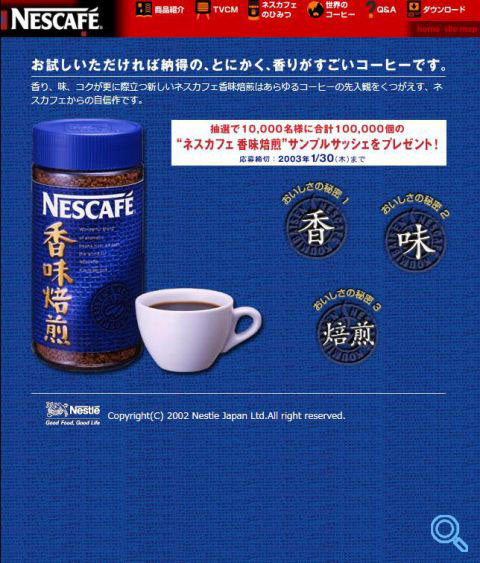 NESCAFÉ
商品紹介
TVCM
ネスカフェ
のひみつ
世界の
コーヒー
Q&A
ダウンロード
home site map
お試しいただければ納得の、とにかく、香りがすごいコーヒーです。
香り、味、コクが更に際立つ新しいネスカフェ香味焙煎はあらゆるコーヒーの先入観をくつがえす、ネ
スカフェからの自信作です。
抽選で10,000名様に合計100,000個の
“ネスカフェ 香味焙煎”サンプルサッシェをプレゼント!
応募締切:2003年1/30(木)まで
NESCAFÉ
香味焙煎
おいしさの秘密 1
香
おいしさの秘密 2
味
おいしさの秘密 3
焙煎
Nestlé
Good Food, Good Life
Copyright(C) 2002 Nestle Japan Ltd.All right reserved.